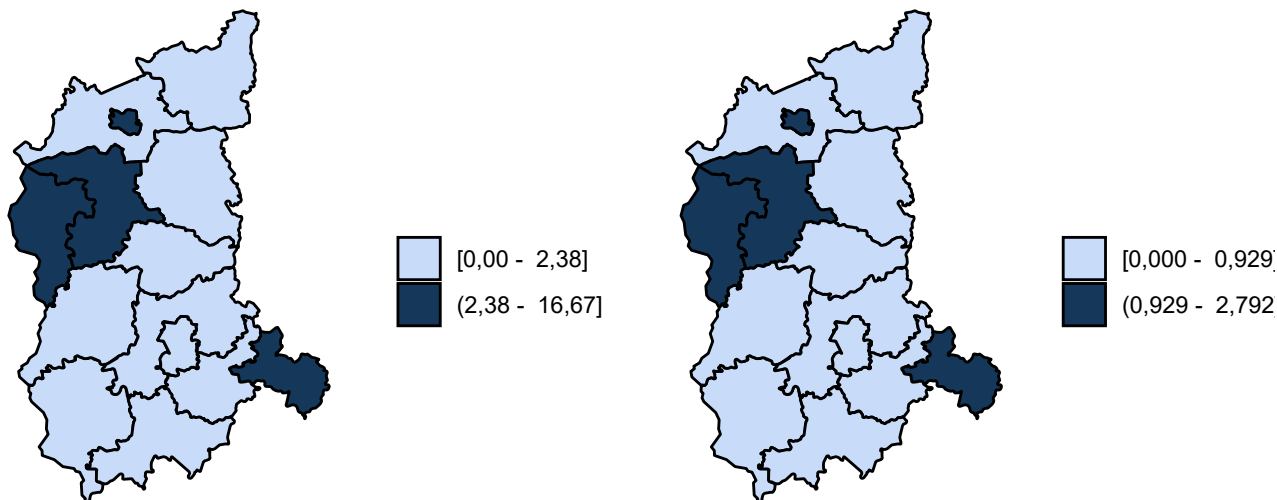 [0,00 - 2,38]
(2,38 - 16,67]
[0,000 - 0,929]
(0,929 - 2,792]